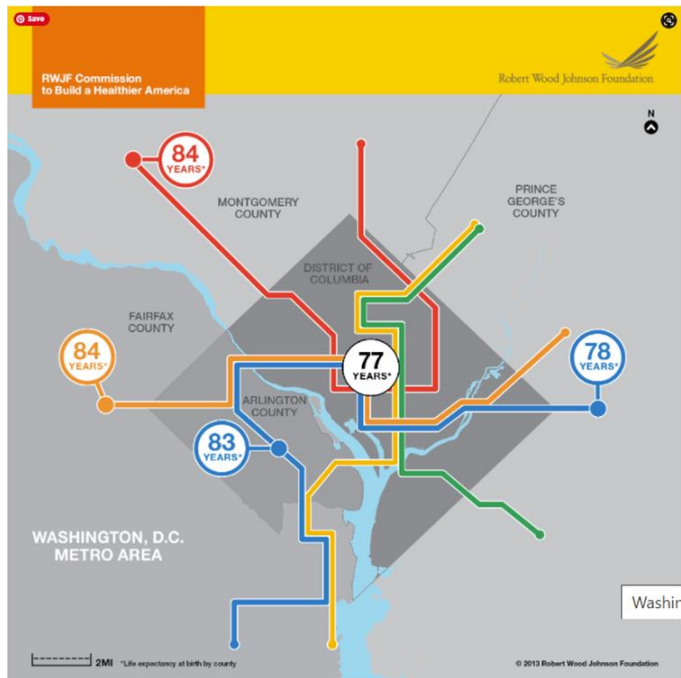 Save
RWJF Commission
to Build a Healthier America
Robert Wood Johnson Foundation
N
84
YEARS*
MONTGOMERY
COUNTY
PRINCE
GEORGE'S
COUNTY
DISTRICT OF
COLUMBIA
FAIRFAX
COUNTY
84
YEARS*
77
YEARS*
78
YEARS*
ARLINGTON
COUNTY
83
YEARS*
WASHINGTON, D.C.
METRO AREA
Washin
2MI *Life expectancy at birth by county
© 2013 Robert Wood Johnson Foundation